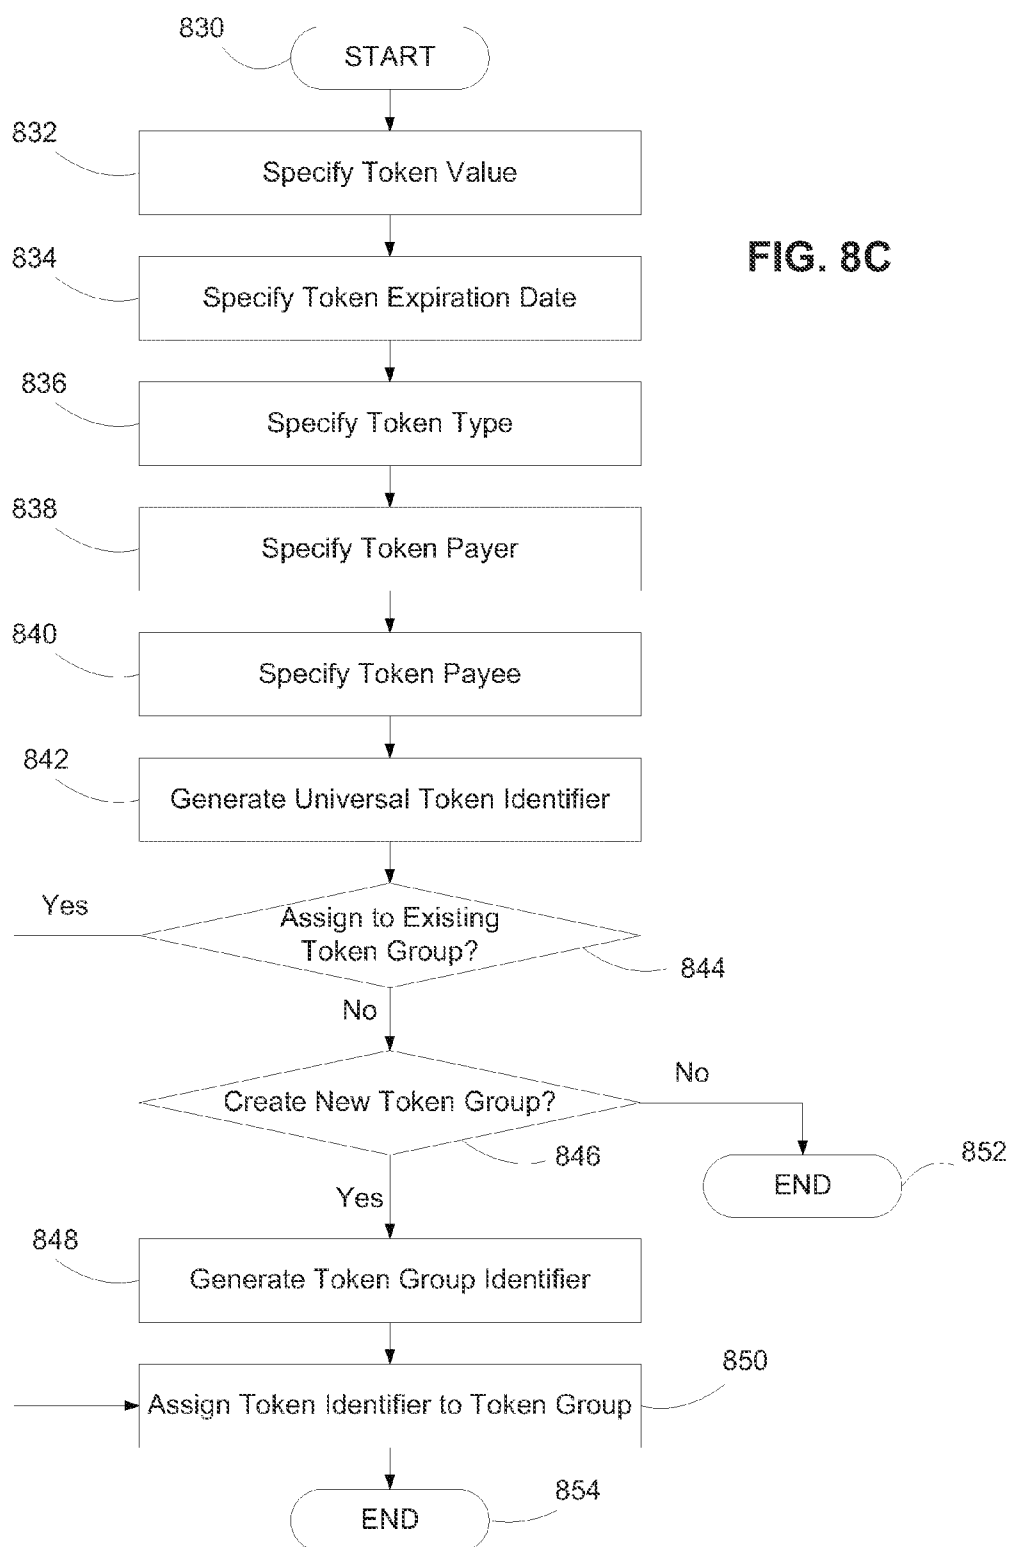 830
START
832
Specify Token Value
FIG. 8C
834
Specify Token Expiration Date
836
Specify Token Type
838
Specify Token Payer
840
Specify Token Payee
842
Generate Universal Token Identifier
Yes
Assign to Existing
Token Group?
844
No
Create New Token Group?
No
846
852
END
Yes
848
Generate Token Group Identifier
850
Assign Token Identifier to Token Group
854
END